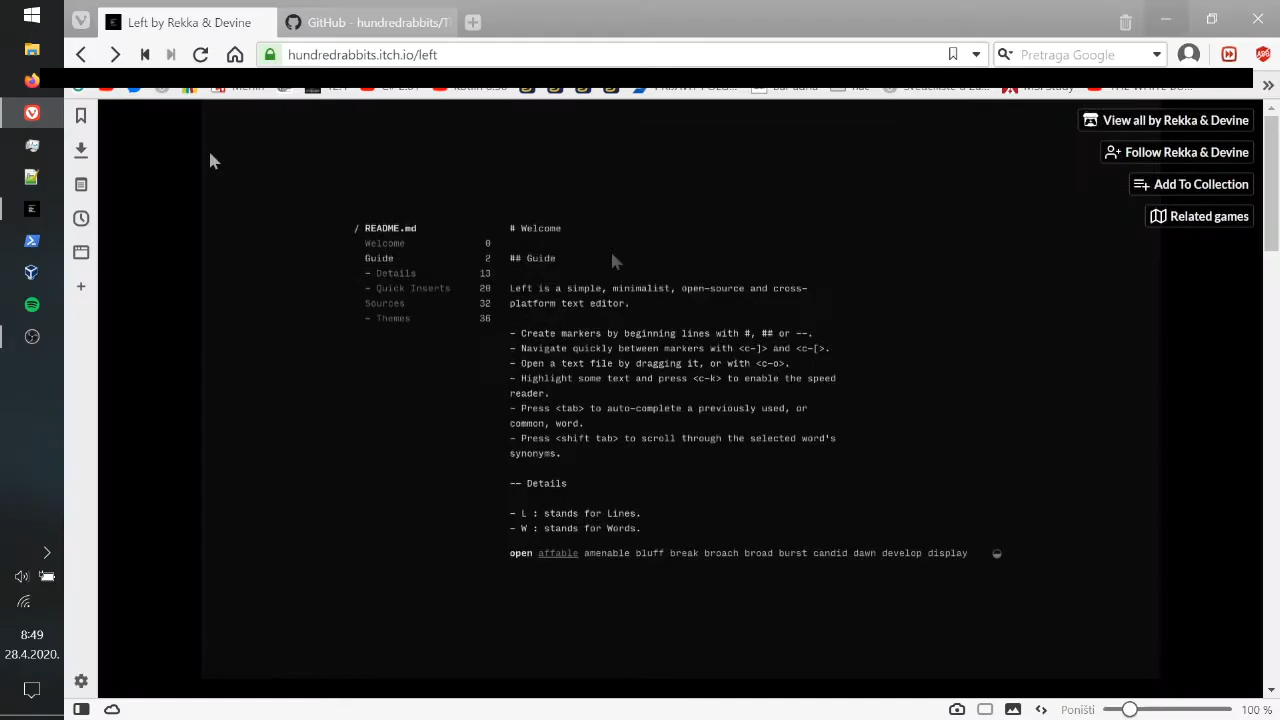 Left by Rekka & Devine
GitHub - hundredrabbits/Tl
hundredrabbits.itch.io/left
Pretraga Google
View all by Rekka & Devine
Follow Rekka & Devine
Add To Collection
Related games
/ README.md
Welcome 0
Guide 2
- Details 13
- Quick Inserts 20
Sources 32
- Themes 36
# Welcome
## Guide
Left is a simple, minimalist, open-source and cross-
platform text editor.
- Create markers by beginning lines with #, ## or --.
- Navigate quickly between markers with <c-]> and <c-[>.
- Open a text file by dragging it, or with <c-o>.
- Highlight some text and press <c-k> to enable the speed
reader.
- Press <tab> to auto-complete a previously used, or
common, word.
- Press <shift tab> to scroll through the selected word's
synonyms.
-- Details
- L : stands for Lines.
- W : stands for Words.
open affable amenable bluff break broach broad burst candid dawn develop display
8:49
28.4.2020.
Poništi
100 %